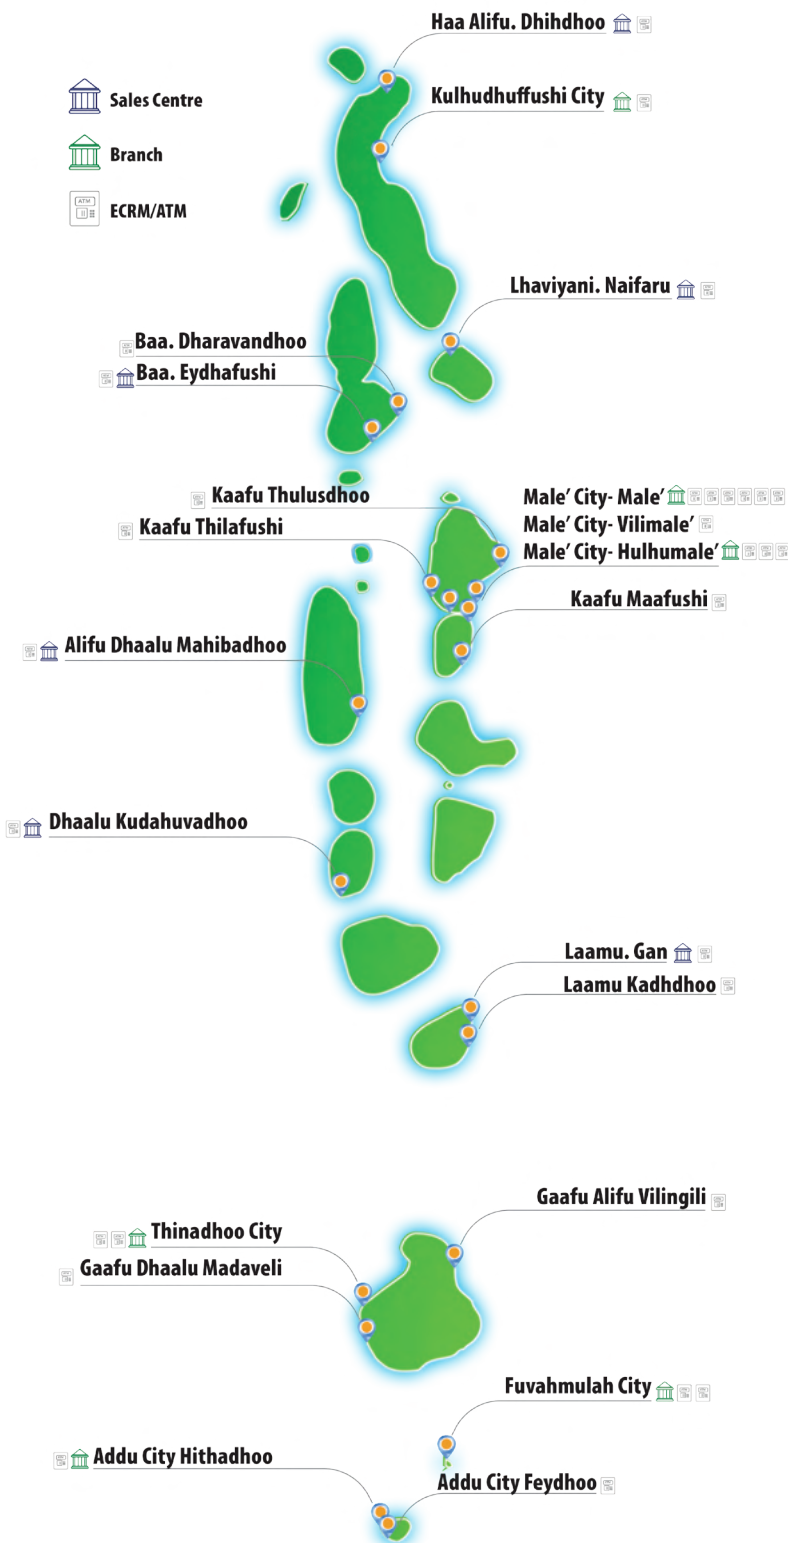 Haa Alifu. Dhihdhoo
Kulhudhuffushi City
Sales Centre
Branch
ATM
ECRM/ATM
Lhaviyani. Naifaru
Baa. Dharavandhoo
Baa. Eydhafushi
Kaafu Thulusdhoo
Kaafu Thilafushi
Male’ City- Male’
Male’ City- Vilimale’
Male’ City- Hulhumale’
Kaafu Maafushi
Alifu Dhaalu Mahibadhoo
Dhaalu Kudahuvadhoo
Laamu. Gan
Laamu Kadhdhoo
Gaafu Alifu Vilingili
Thinadhoo City
Gaafu Dhaalu Madaveli
Fuvahmulah City
Addu City Hithadhoo
Addu City Feydhoo